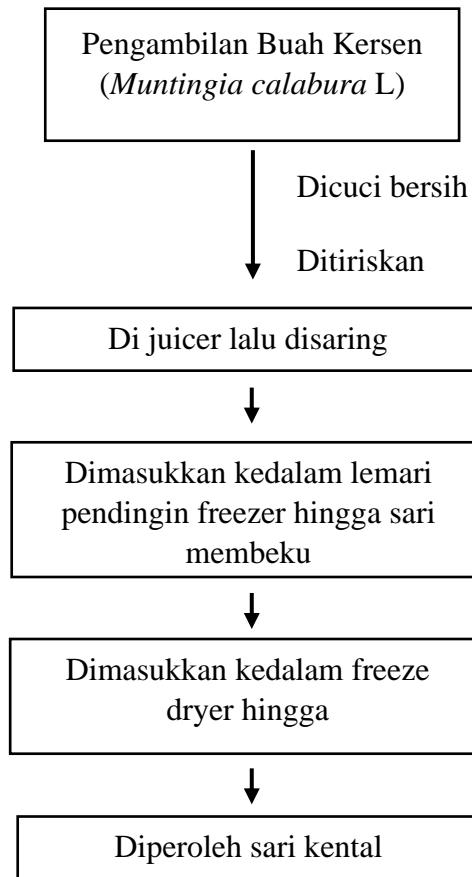 Pengambilan Buah Kersen
(Muntingia calabura L)
Dicuci bersih
Ditiriskan
Di juicer lalu disaring
Dimasukkan kedalam lemari
pendingin freezer hingga sari
membeku
Dimasukkan kedalam freeze
dryer hingga
Diperoleh sari kental